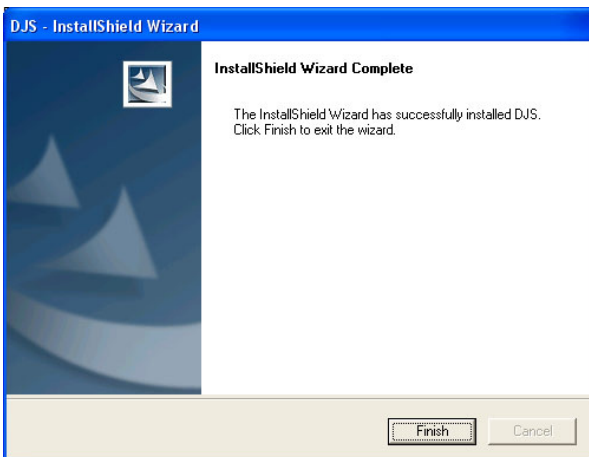 DJS - InstallShield Wizard
InstallShield Wizard Complete
The InstallShield Wizard has successfully installed DJS.
Click Finish to exit the wizard.
Finish
Cancel